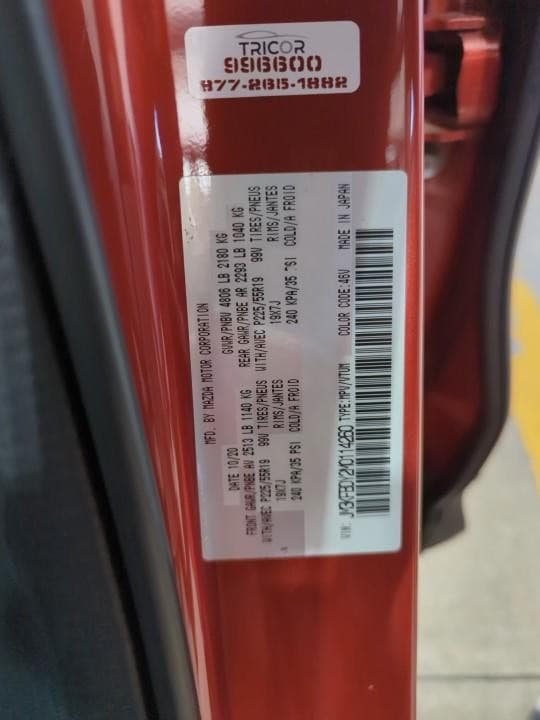 TRICOR
996600
877-265-1882
MFD. BY MAZDA MOTOR CORPORATION
DATE 10/20 GVWR/PNBV 4806 LB 2180 KG
FRONT GAWR/PNBE AV 2513 LB 1140 KG REAR GAWR/PNBE AR 2293 LB 1040 KG
WITH/AVEC P225/55R19 99V TIRES/PNEUS WITH/AVEC P225/55R19 99V TIRES/PNEUS
19X7J RIMS/JANTES 19X7J RIMS/JANTES
240 KPA/35 PSI COLD/A FROID 240 KPA/35 PSI COLD/A FROID
VIN: TYPE:MPV/VTUM COLOR CODE:46V MADE IN JAPAN